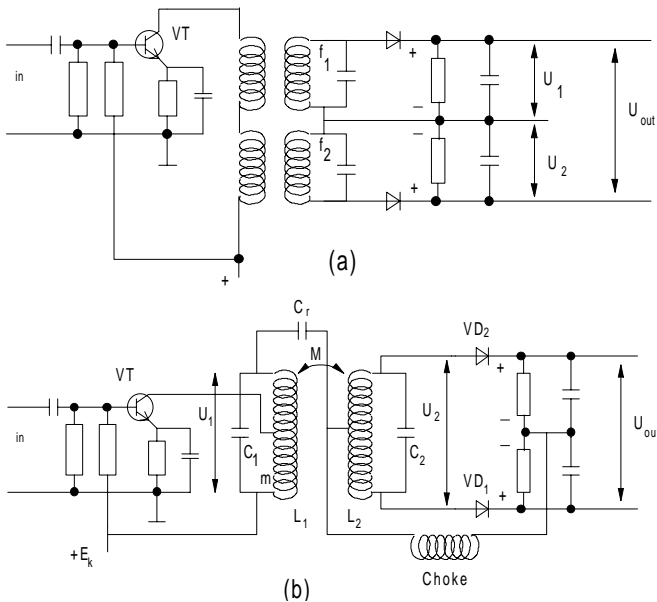 VT
in
f1
f2
+
−
U1
−
U2
+
Uout
+
(a)
Cr
M
VT
in
U1
C1
m
L1
U2
C2
L2
VD2
+
−
−
VD1
+
Uou
+Ek
Choke
(b)